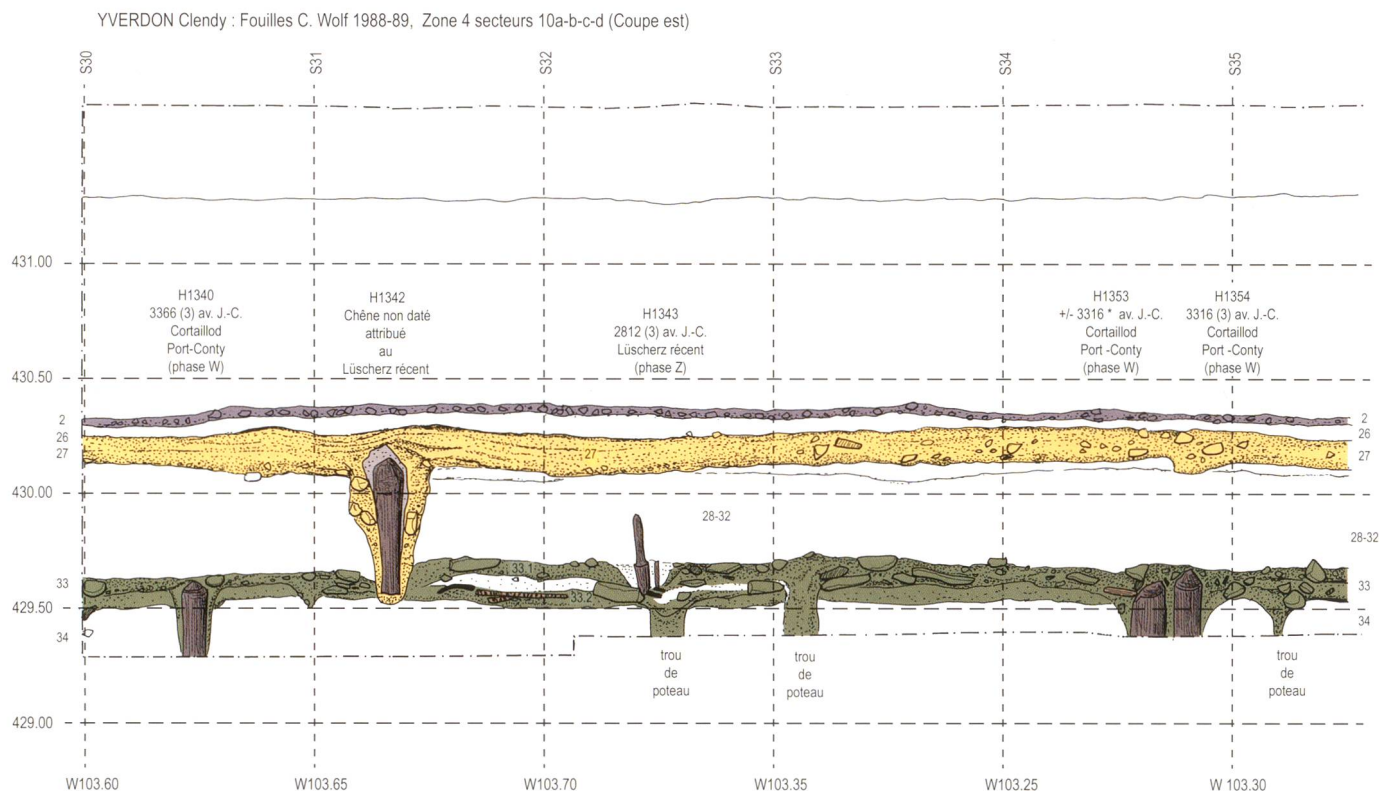 YVERDON Clendy : Fouilles C. Wolf 1988-89, Zone 4 secteurs 10a-b-c-d (Coupe est)
S30
S31
S32
S33
S34
S35
431.00
H1340
3366 (3) av. J.-C.
Cortaillod
Port-Conty
(phase W)
H1342
Chêne non daté
attribué
au
Lüscherz récent
H1343
2812 (3) av. J.-C.
Lüscherz récent
(phase Z)
H1353
+/- 3316 * av. J.-C.
Cortaillod
Port -Conty
(phase W)
H1354
3316 (3) av. J.-C.
Cortaillod
Port -Conty
(phase W)
430.50
2
26
27
27
2
26
27
430.00
28-32
28-32
33
33.1
33.2
33
429.50
34
34
trou
de
poteau
trou
de
poteau
trou
de
poteau
429.00
W103.60
W103.65
W103.70
W103.35
W103.25
W 103.30